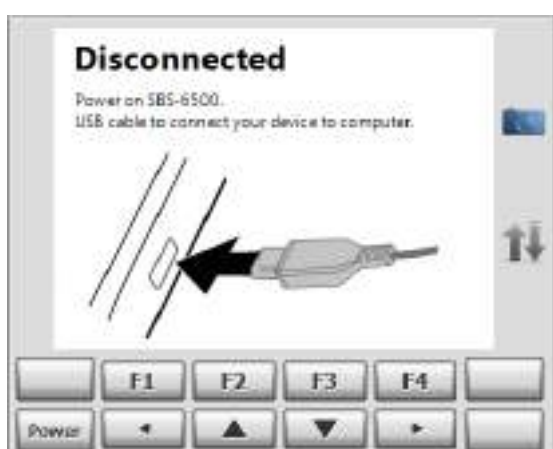 Disconnected
Power on SBS-6500.
USB cable to connect your device to computer.
F1 F2 F3 F4
Power